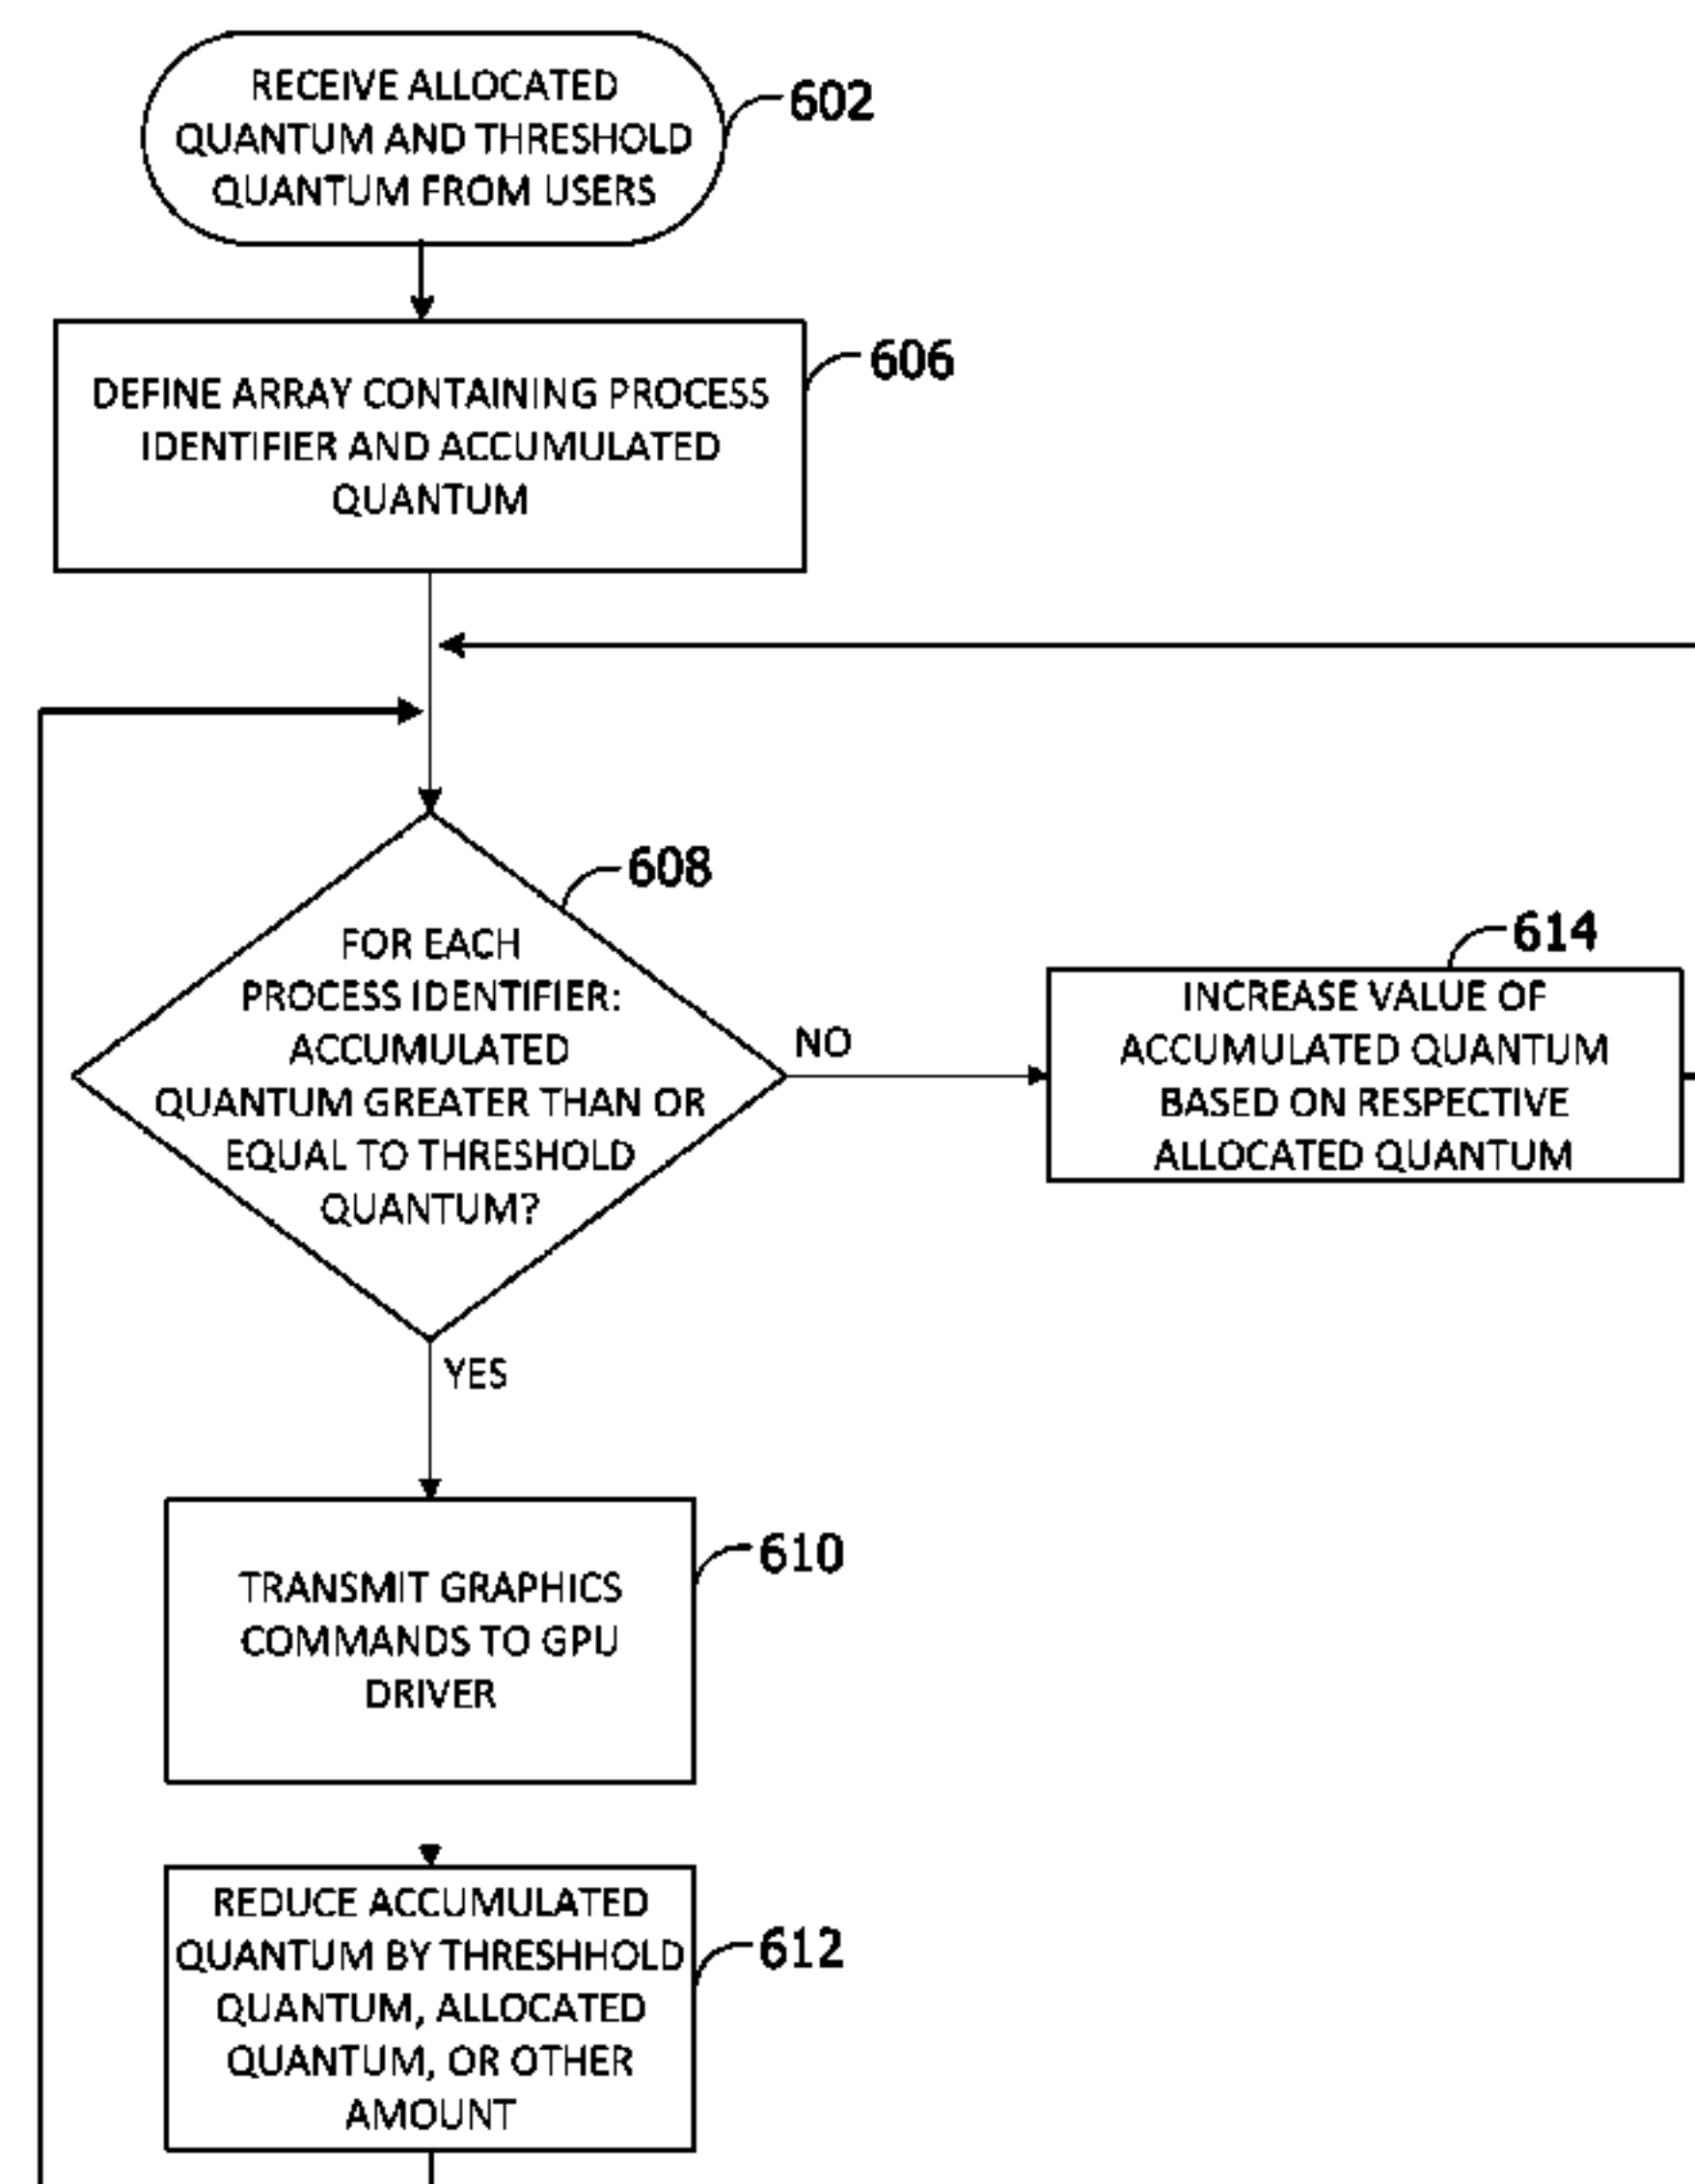 RECEIVE ALLOCATED
QUANTUM AND THRESHOLD
QUANTUM FROM USERS
602
DEFINE ARRAY CONTAINING PROCESS
IDENTIFIER AND ACCUMULATED
QUANTUM
606
FOR EACH
PROCESS IDENTIFIER:
ACCUMULATED
QUANTUM GREATER THAN OR
EQUAL TO THRESHOLD
QUANTUM?
608
NO
INCREASE VALUE OF
ACCUMULATED QUANTUM
BASED ON RESPECTIVE
ALLOCATED QUANTUM
614
YES
TRANSMIT GRAPHICS
COMMANDS TO GPU
DRIVER
610
REDUCE ACCUMULATED
QUANTUM BY THRESHHOLD
QUANTUM, ALLOCATED
QUANTUM, OR OTHER
AMOUNT
612